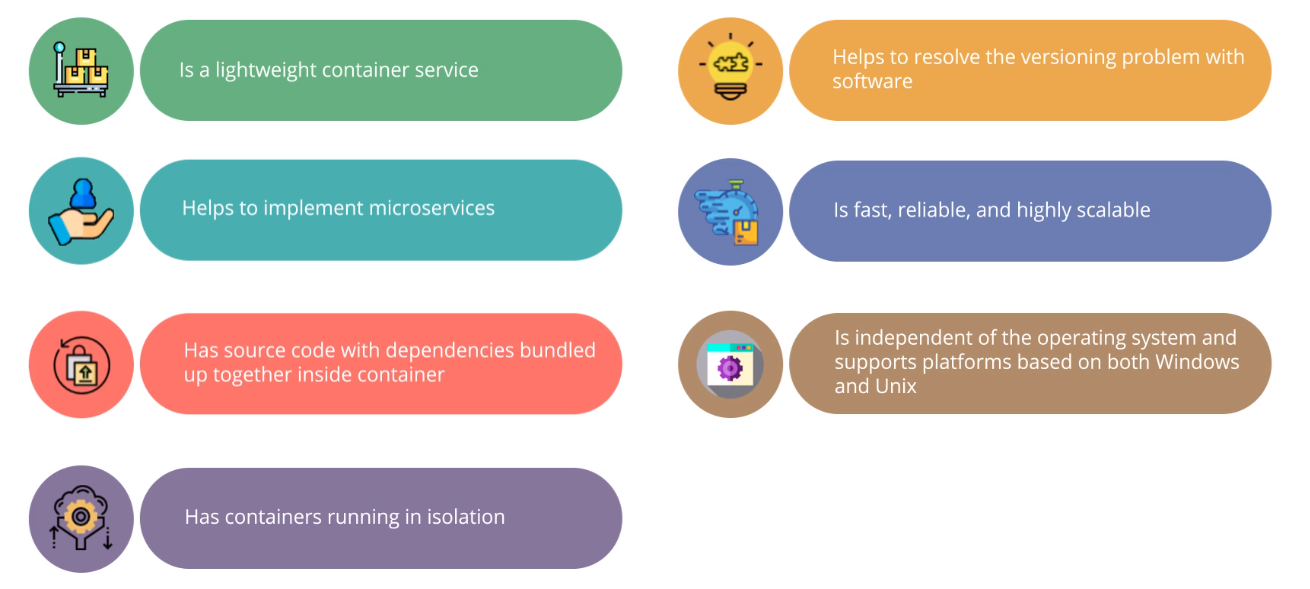 Is a lightweight container service
Helps to implement microservices
Has source code with dependencies bundled
up together inside container
Has containers running in isolation
Helps to resolve the versioning problem with
software
Is fast, reliable, and highly scalable
Is independent of the operating system and
supports platforms based on both Windows
and Unix